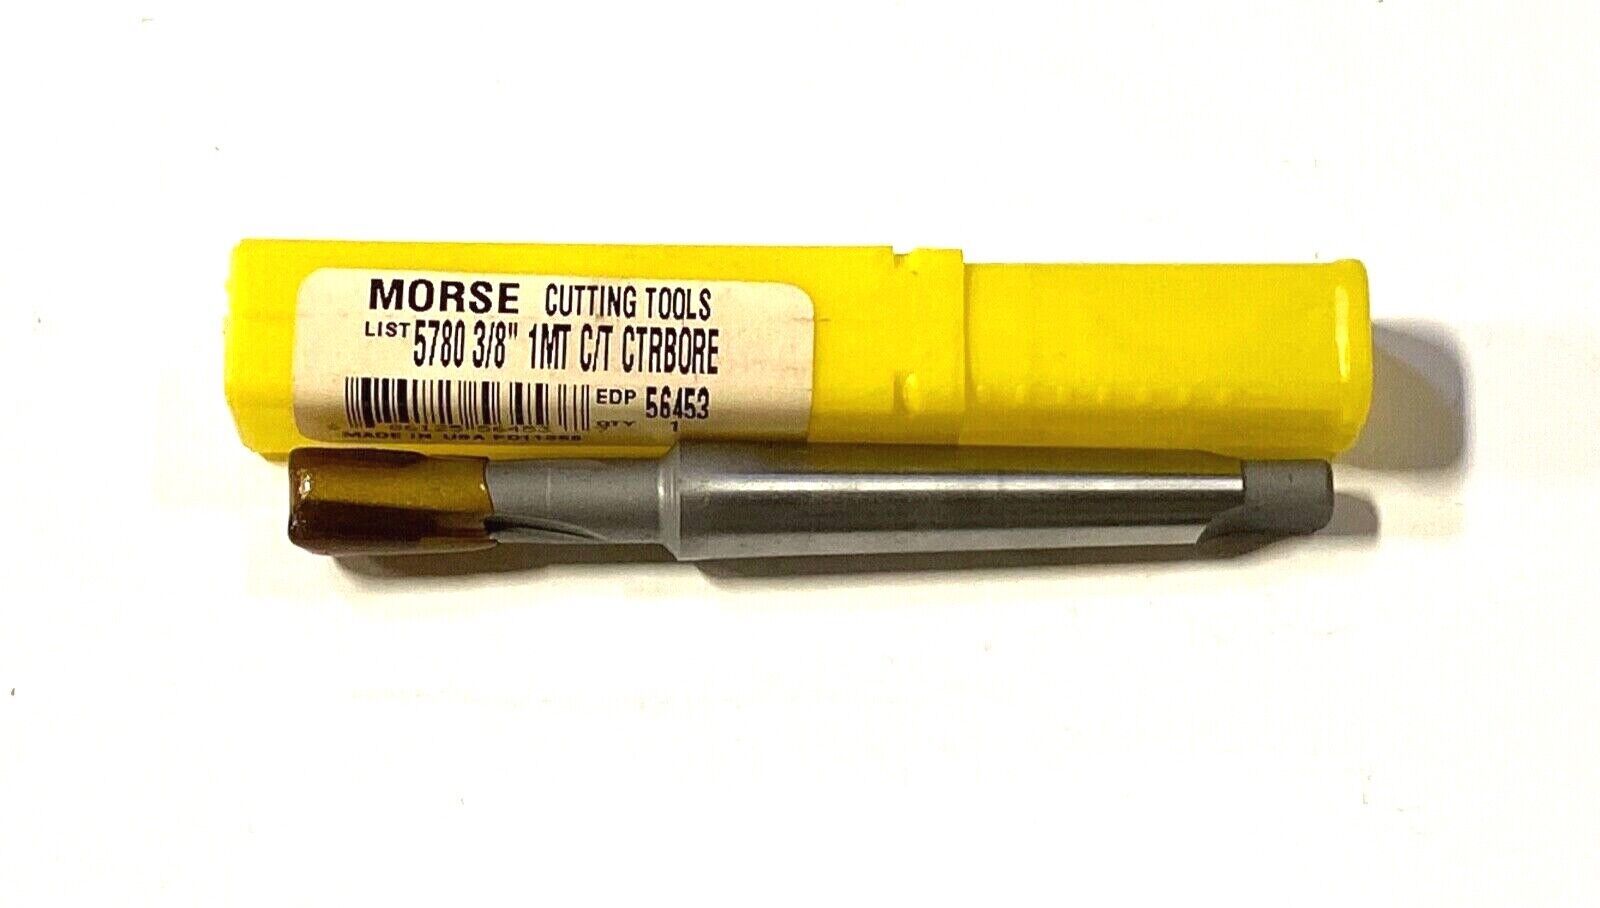 MORSE CUTTING TOOLS
LIST 5780 3/8" 1MT C/T CTRBORE
EDP 56453
QTY 1
MADE IN USA